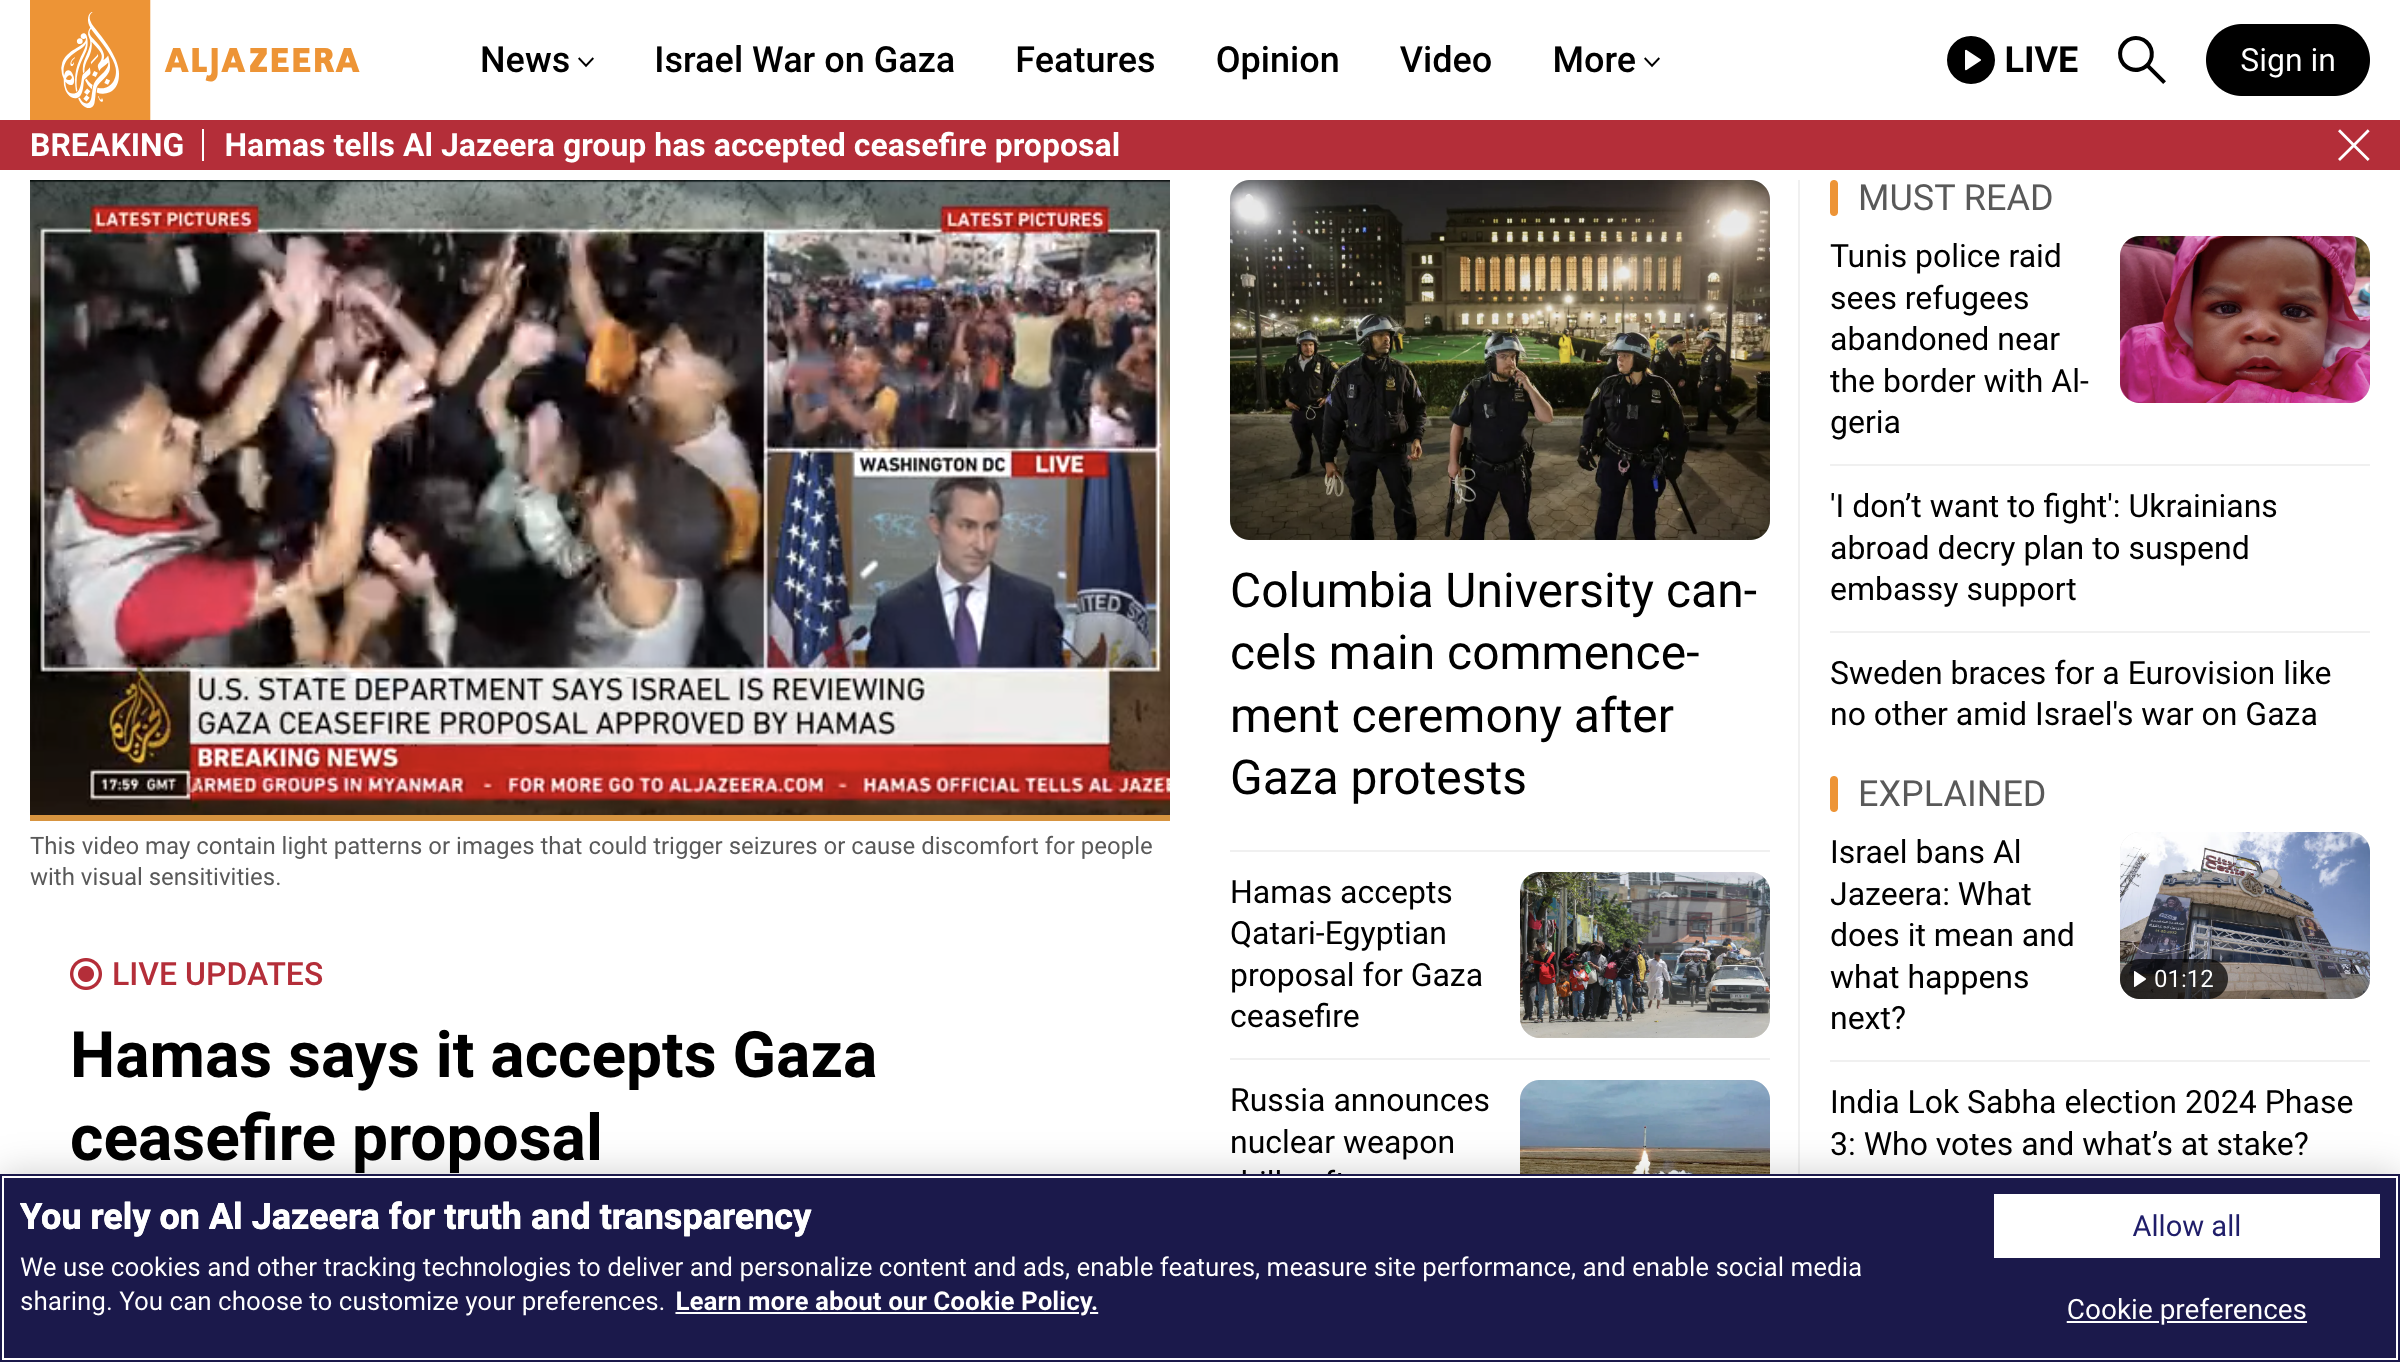 ALJAZEERA
News
Israel War on Gaza
Features
Opinion
Video
More
LIVE
Sign in
BREAKING
Hamas tells Al Jazeera group has accepted ceasefire proposal
LATEST PICTURES
LATEST PICTURES
WASHINGTON DC LIVE
U.S. STATE DEPARTMENT SAYS ISRAEL IS REVIEWING
GAZA CEASEFIRE PROPOSAL APPROVED BY HAMAS
BREAKING NEWS
17:59 GMT
ARMED GROUPS IN MYANMAR - FOR MORE GO TO ALJAZEERA.COM - HAMAS OFFICIAL TELLS AL JAZEE
This video may contain light patterns or images that could trigger seizures or cause discomfort for people
with visual sensitivities.
LIVE UPDATES
Hamas says it accepts Gaza
ceasefire proposal
Columbia University can-
cels main commence-
ment ceremony after
Gaza protests
Hamas accepts
Qatari-Egyptian
proposal for Gaza
ceasefire
Russia announces
nuclear weapon
MUST READ
Tunis police raid
sees refugees
abandoned near
the border with Al-
geria
'I don’t want to fight': Ukrainians
abroad decry plan to suspend
embassy support
Sweden braces for a Eurovision like
no other amid Israel's war on Gaza
EXPLAINED
Israel bans Al
Jazeera: What
does it mean and
what happens
next?
01:12
India Lok Sabha election 2024 Phase
3: Who votes and what’s at stake?
You rely on Al Jazeera for truth and transparency
We use cookies and other tracking technologies to deliver and personalize content and ads, enable features, measure site performance, and enable social media
sharing. You can choose to customize your preferences. Learn more about our Cookie Policy.
Allow all
Cookie preferences